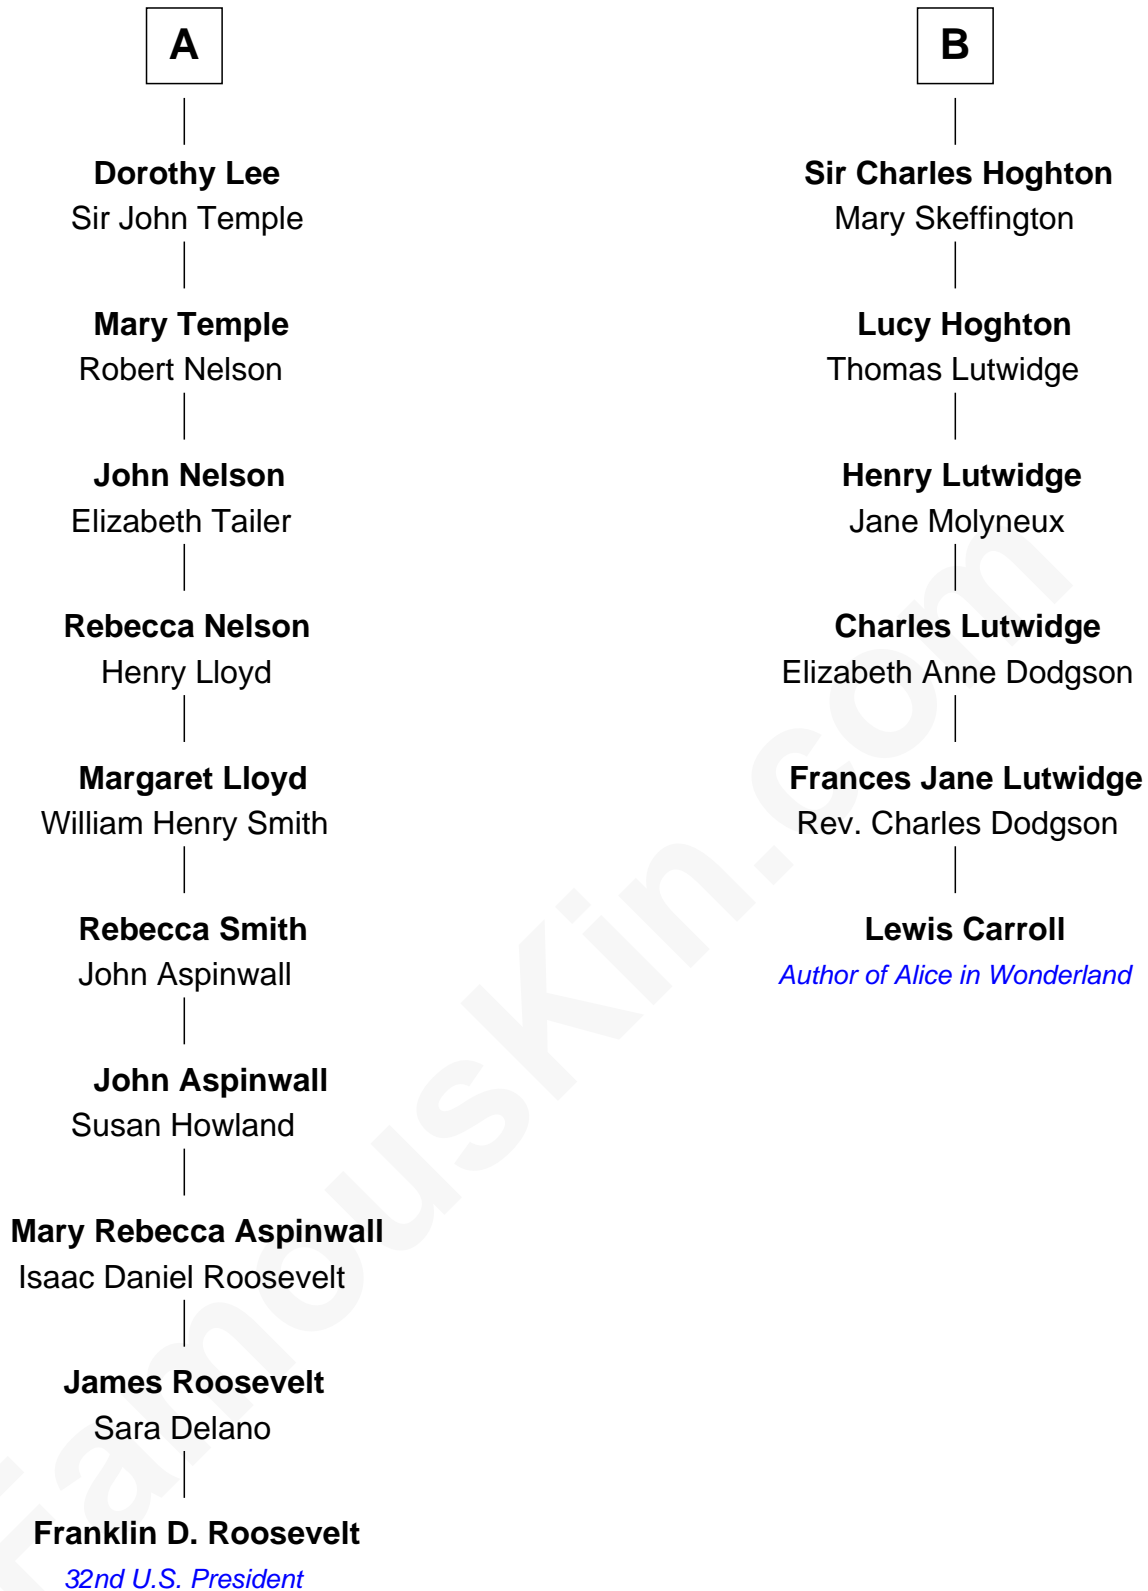 A
Dorothy Lee
Sir John Temple
Mary Temple
Robert Nelson
John Nelson
Elizabeth Tailer
Rebecca Nelson
Henry Lloyd
Margaret Lloyd
William Henry Smith
Rebecca Smith
John Aspinwall
John Aspinwall
Susan Howland
Mary Rebecca Aspinwall
Isaac Daniel Roosevelt
James Roosevelt
Sara Delano
Franklin D. Roosevelt
32nd U.S. President
B
Sir Charles Hoghton
Mary Skeffington
Lucy Hoghton
Thomas Lutwidge
Henry Lutwidge
Jane Molyneux
Charles Lutwidge
Elizabeth Anne Dodgson
Frances Jane Lutwidge
Rev. Charles Dodgson
Lewis Carroll
Author of Alice in Wonderland
FamousKin.com